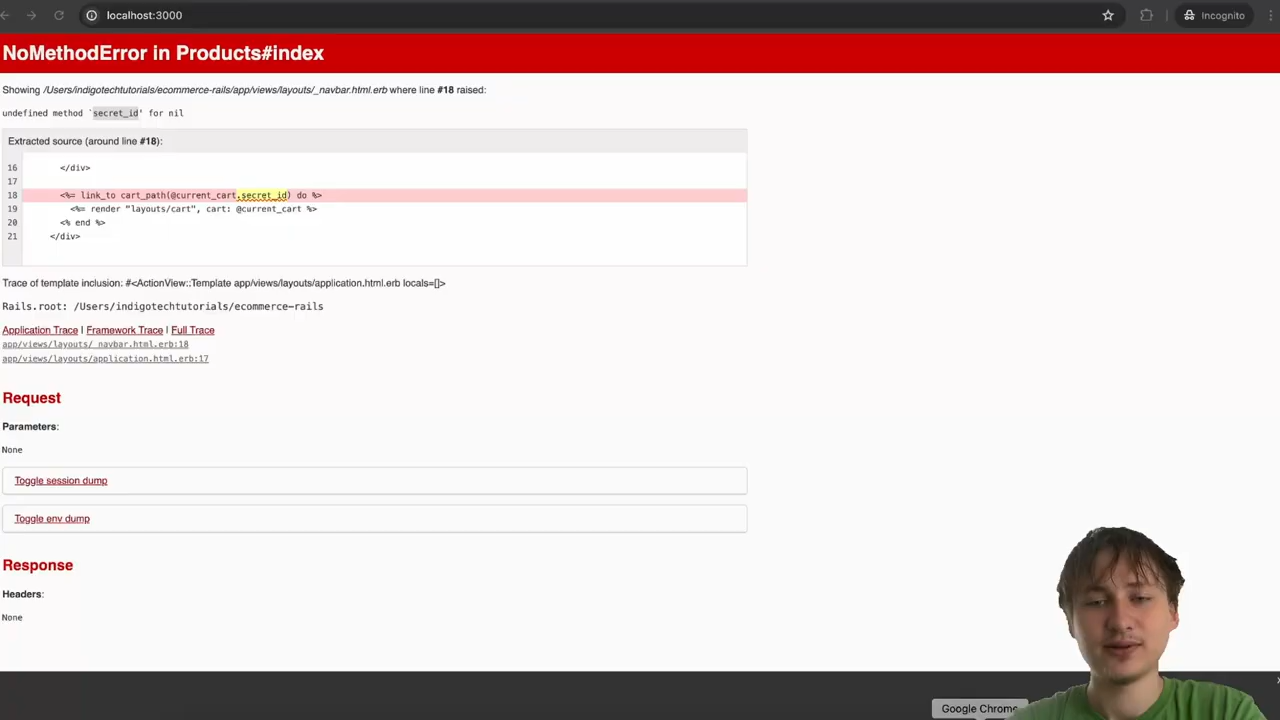 localhost:3000
Incognito
NoMethodError in Products#index
Showing /Users/indigotechtutorials/ecommerce-rails/app/views/layouts/_navbar.html.erb where line #18 raised:
undefined method `secret_id' for nil
Extracted source (around line #18):
16 </div>
17
18 <%= link_to cart_path(@current_cart.secret_id) do %>
19 <%= render "layouts/cart", cart: @current_cart %>
20 <% end %>
21 </div>
Trace of template inclusion: #<ActionView::Template app/views/layouts/application.html.erb locals=[]>
Rails.root: /Users/indigotechtutorials/ecommerce-rails
Application Trace | Framework Trace | Full Trace
app/views/layouts/_navbar.html.erb:18
app/views/layouts/application.html.erb:17
Request
Parameters:
None
Toggle session dump
Toggle env dump
Response
Headers:
None
Google Chrome